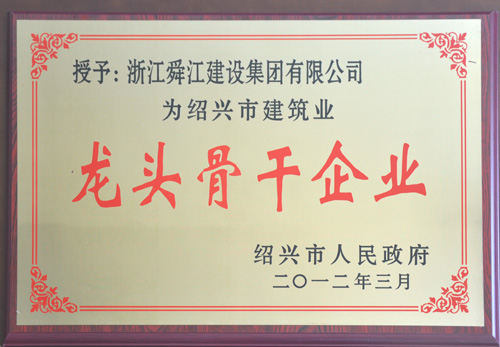 授予：浙江舜江建设集团有限公司
为绍兴市建筑业
龙头骨干企业
绍兴市人民政府
二〇一二年三月